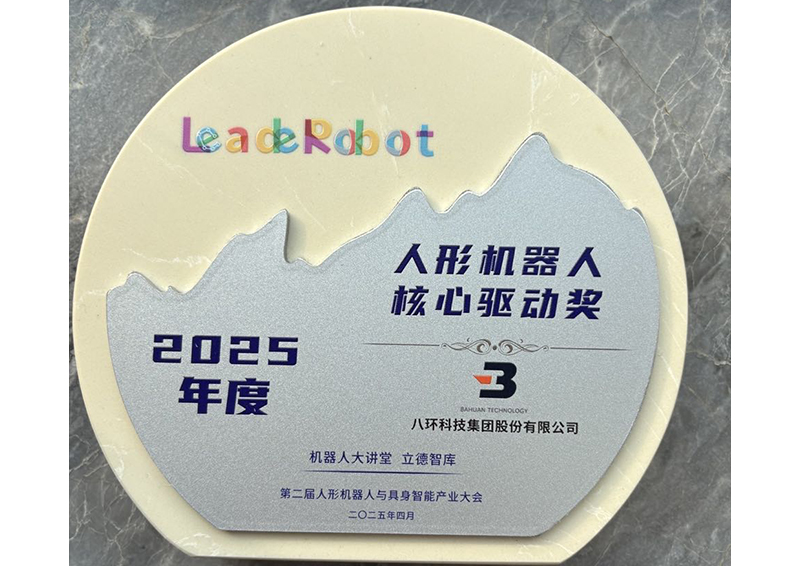 LeadeRobot
人形机器人
核心驱动奖
2025
年度
BAHUAN TECHNOLOGY
八环科技集团股份有限公司
机器人大讲堂 立德智库
第二届人形机器人与具身智能产业大会
二〇二五年四月